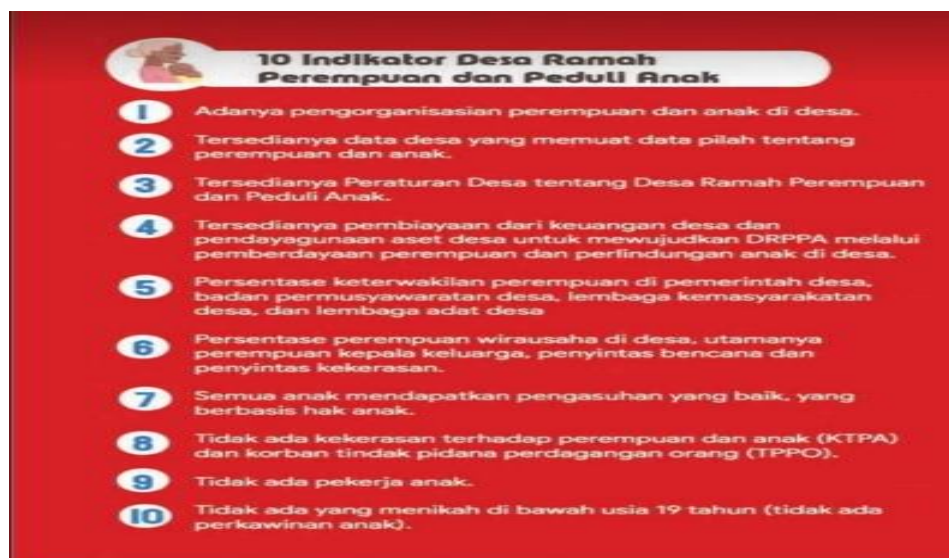 10 Indikator Desa Ramah
Perempuan dan Peduli Anak
1 Adanya pengorganisasian perempuan dan anak di desa.
2 Tersedianya data desa yang memuat data pilah tentang
perempuan dan anak.
3 Tersedianya Peraturan Desa tentang Desa Ramah Perempuan
dan Peduli Anak.
4 Tersedianya pembiayaan dari keuangan desa dan
pendayagunaan aset desa untuk mewujudkan DRPPA melalui
pemberdayaan perempuan dan perlindungan anak di desa.
5 Persentase keterwakilan perempuan di pemerintah desa,
badan permusyawaratan desa, lembaga kemasyarakatan
desa, dan lembaga adat desa
6 Persentase perempuan wirausaha di desa, utamanya
perempuan kepala keluarga, penyintas bencana dan
penyintas kekerasan.
7 Semua anak mendapatkan pengasuhan yang baik, yang
berbasis hak anak.
8 Tidak ada kekerasan terhadap perempuan dan anak (KTPA)
dan korban tindak pidana perdagangan orang (TPPO).
9 Tidak ada pekerja anak.
10 Tidak ada yang menikah di bawah usia 19 tahun (tidak ada
perkawinan anak).